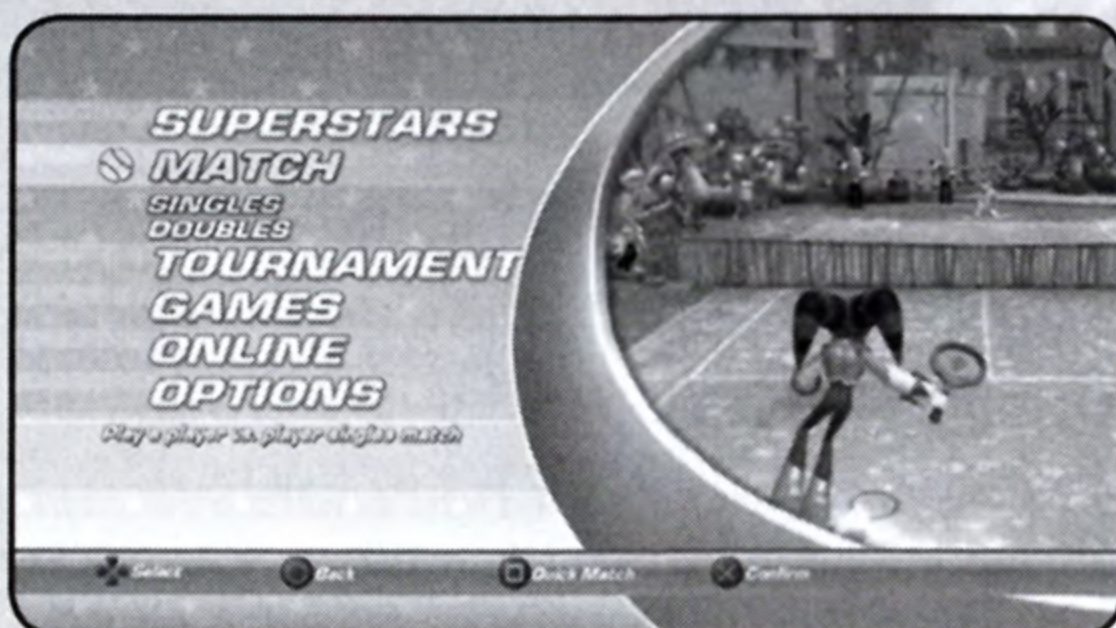 SUPERSTARS
MATCH
SINGLES
DOUBLES
TOURNAMENT
GAMES
ONLINE
OPTIONS
Play a player vs. player singles match
Select Back Quick Match Confirm